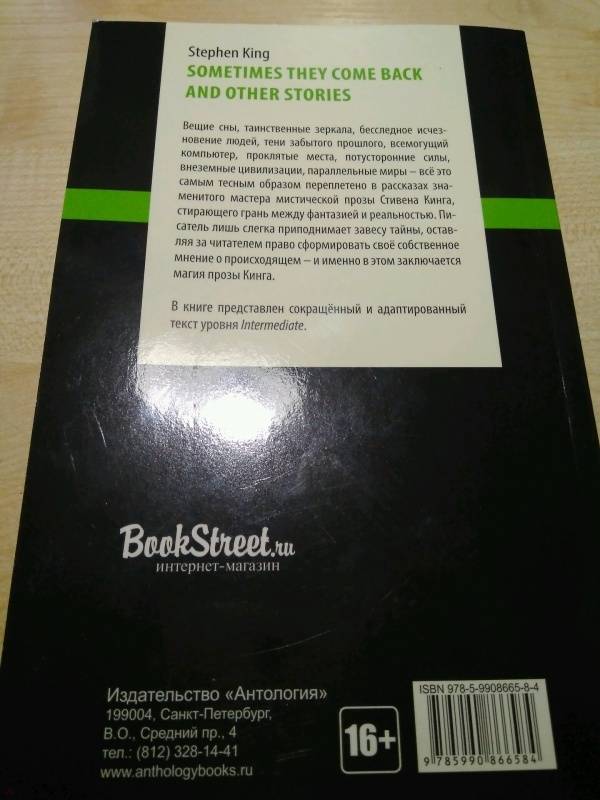 Stephen King
SOMETIMES THEY COME BACK
AND OTHER STORIES
Вещие сны, таинственные зеркала, бесследное исчез-
новение людей, тени забытого прошлого, всемогущий
компьютер, проклятые места, потусторонние силы,
внеземные цивилизации, параллельные миры – всё это
самым тесным образом переплетено в рассказах зна-
менитого мастера мистической прозы Стивена Кинга,
стирающего грань между фантазией и реальностью. Пи-
сатель лишь слегка приподнимает завесу тайны, остав-
ляя за читателем право сформировать своё собственное
мнение о происходящем – и именно в этом заключается
магия прозы Кинга.
В книге представлен сокращённый и адаптированный
текст уровня Intermediate.
BookStreet.ru
интернет-магазин
Издательство «Антология»
199004, Санкт-Петербург,
В.О., Средний пр., 4
тел.: (812) 328-14-41
www.anthologybooks.ru
16+
ISBN 978-5-9908665-8-4
9 785990 866584